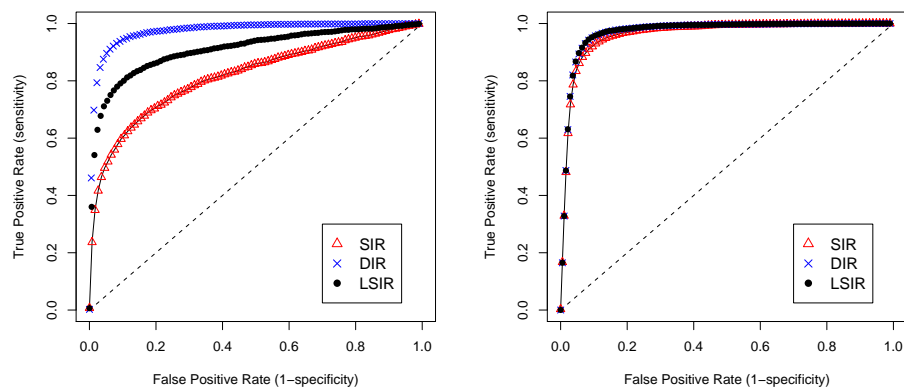 True Positive Rate (sensitivity)
1.0
0.8
0.6
0.4
0.2
0.0
SIR
DIR
LSIR
0.0 0.2 0.4 0.6 0.8 1.0
False Positive Rate (1−specificity)
True Positive Rate (sensitivity)
1.0
0.8
0.6
0.4
0.2
0.0
SIR
DIR
LSIR
0.0 0.2 0.4 0.6 0.8 1.0
False Positive Rate (1−specificity)